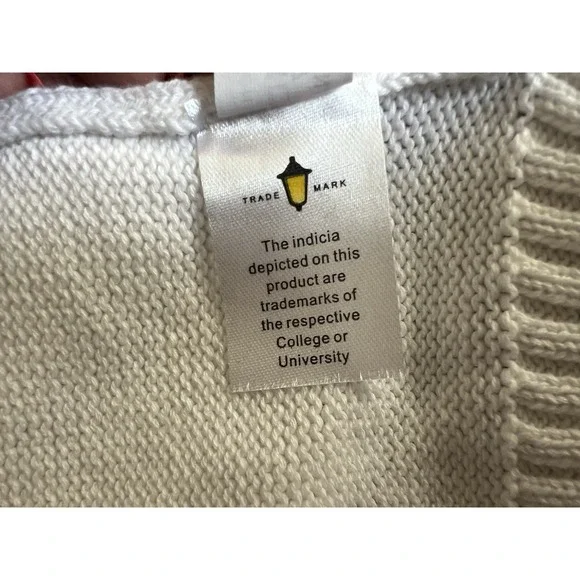 TRADE MARK
The indicia
depicted on this
product are
trademarks of
the respective
College or
University